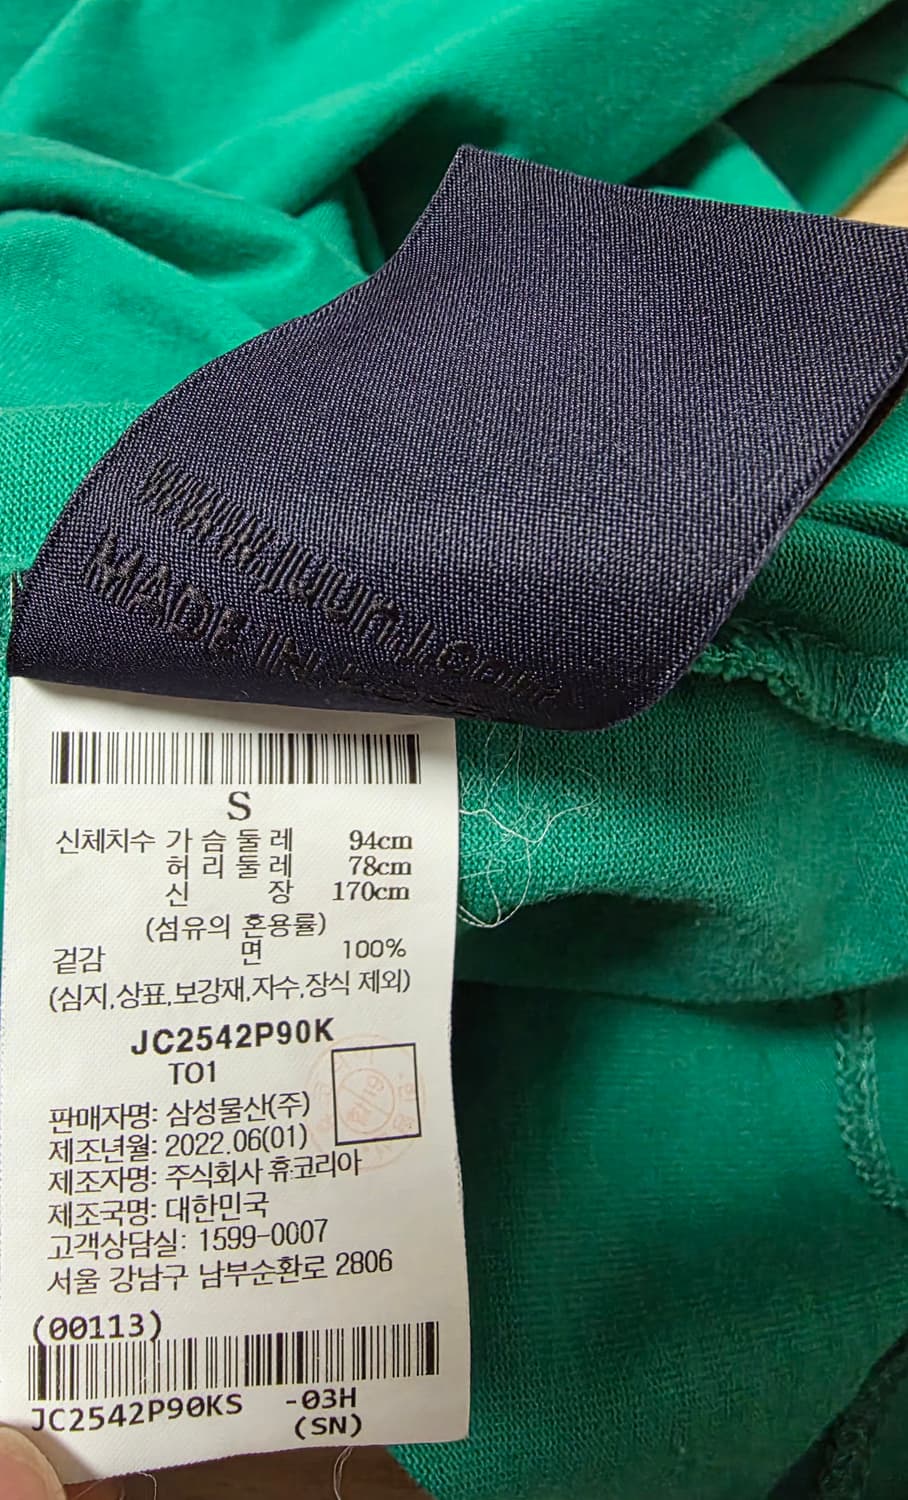 www.juunj.com
MADE IN
S
신체치수 가슴둘레 94cm
허리둘레 78cm
신장 170cm
(섬유의 혼용률)
겉감 면 100%
(심지,상표,보강재,자수,장식 제외)
JC2542P90K
TO1
판매자명: 삼성물산(주)
제조년월: 2022.06(01)
제조자명: 주식회사 휴코리아
제조국명: 대한민국
고객상담실: 1599-0007
서울 강남구 남부순환로 2806
(00113)
JC2542P90KS -03H
(SN)